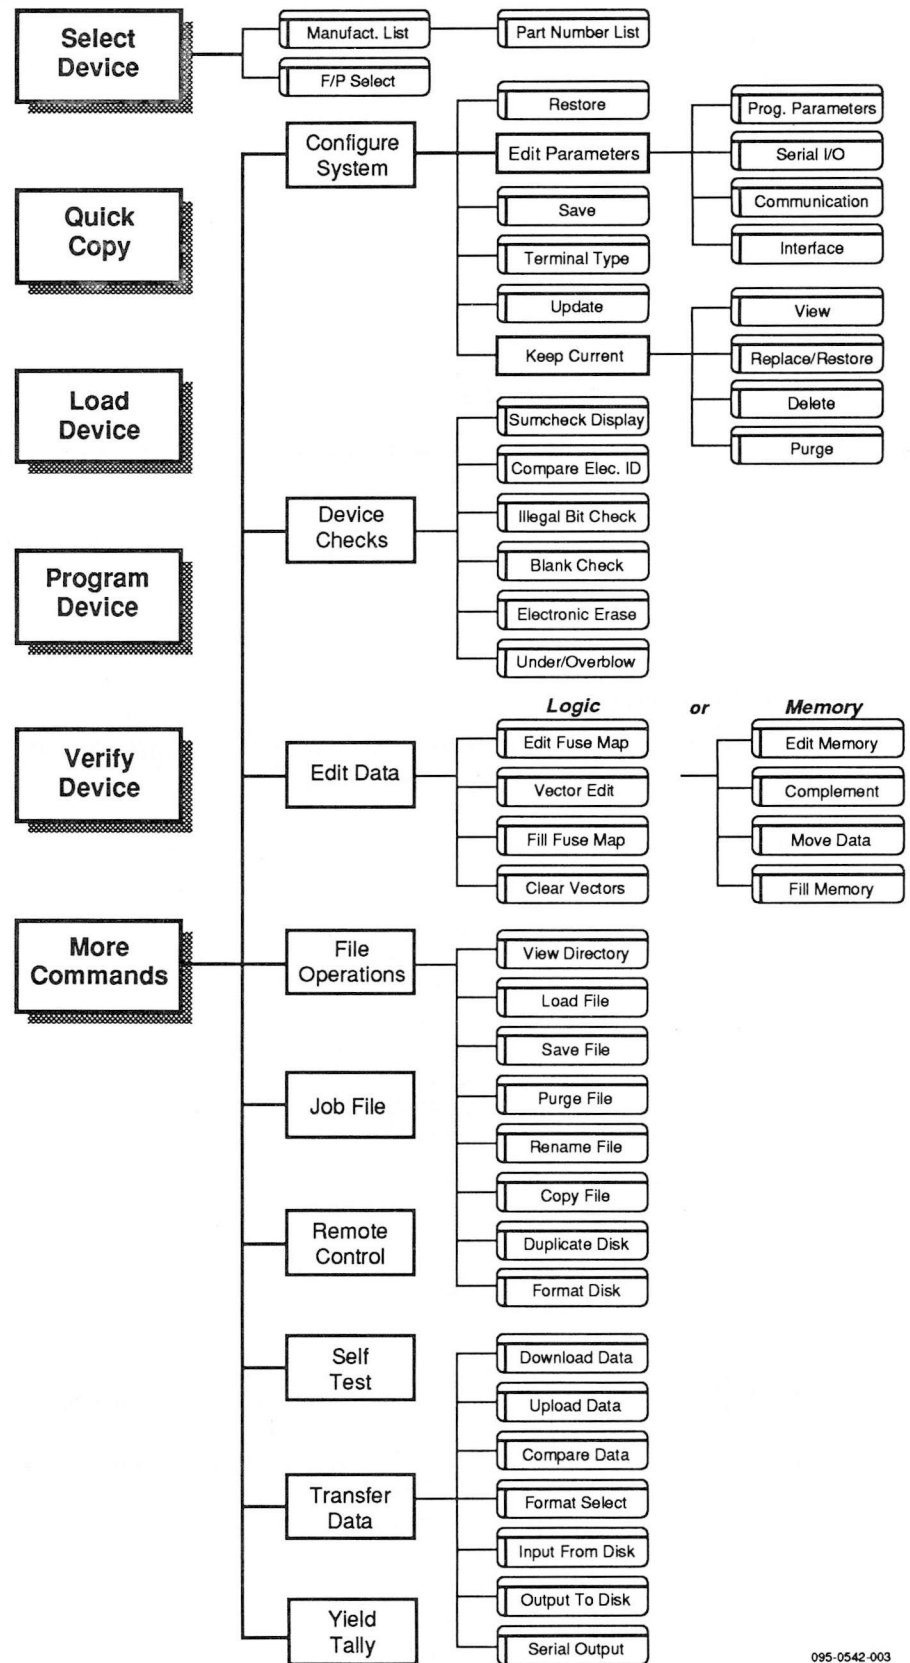 Select
Device
Manufact. List
Part Number List
F/P Select
Configure
System
Restore
Edit Parameters
Prog. Parameters
Serial I/O
Communication
Interface
Save
Terminal Type
Update
Keep Current
View
Replace/Restore
Delete
Purge
Quick
Copy
Load
Device
Device
Checks
Sumcheck Display
Compare Elec. ID
Illegal Bit Check
Blank Check
Electronic Erase
Under/Overblow
Program
Device
Verify
Device
Edit Data
Logic
Edit Fuse Map
Vector Edit
Fill Fuse Map
Clear Vectors
or
Memory
Edit Memory
Complement
Move Data
Fill Memory
More
Commands
File
Operations
View Directory
Load File
Save File
Purge File
Rename File
Copy File
Duplicate Disk
Format Disk
Job File
Remote
Control
Self
Test
Transfer
Data
Download Data
Upload Data
Compare Data
Format Select
Input From Disk
Output To Disk
Serial Output
Yield
Tally
095-0542-003